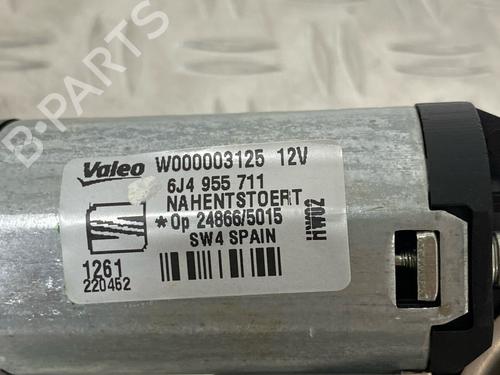 B-PARTS
Valeo W000003125 12V
6J4 955 711
NAHENTSTOERT
*Op 24866/5015
SW4 SPAIN
HW02
1261
220452